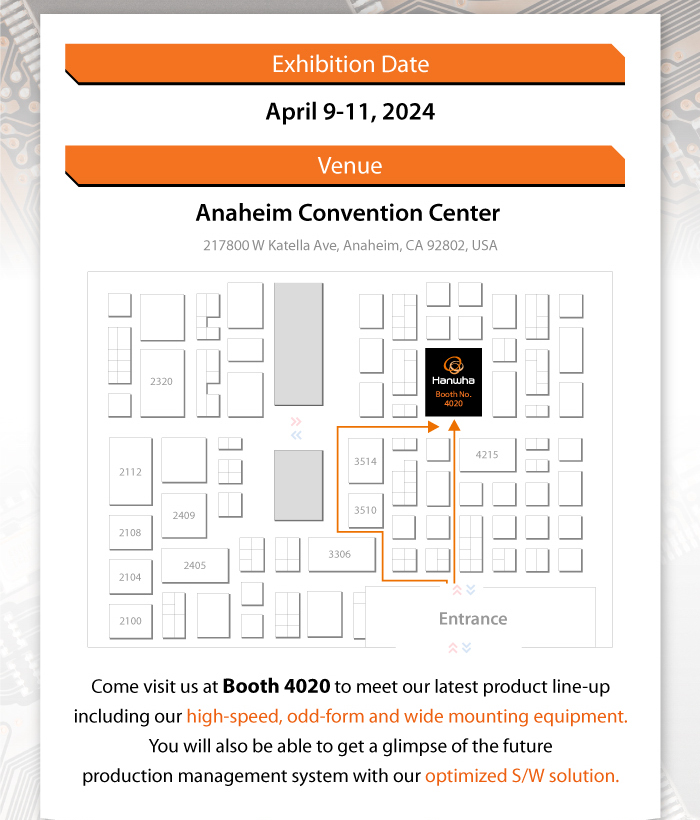 Exhibition Date
April 9-11, 2024
Venue
Anaheim Convention Center
217800 W Katella Ave, Anaheim, CA 92802, USA
2320
Hanwha
Booth No.
4020
3514
4215
2112
3510
2409
2108
3306
2405
2104
2100
Entrance
Come visit us at Booth 4020 to meet our latest product line-up
including our high-speed, odd-form and wide mounting equipment.
You will also be able to get a glimpse of the future
production management system with our optimized S/W solution.